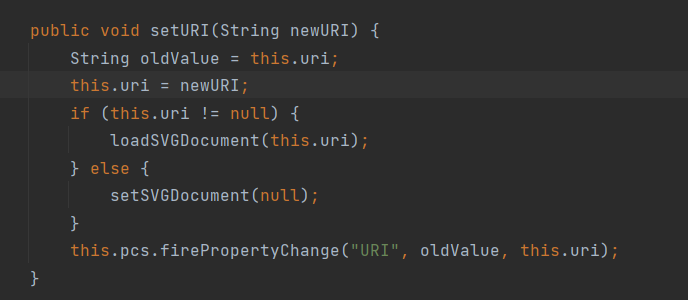 public void setURI(String newURI) {
    String oldValue = this.uri;
    this.uri = newURI;
    if (this.uri != null) {
        loadSVGDocument(this.uri);
    } else {
        setSVGDocument(null);
    }
    this.pcs.firePropertyChange("URI", oldValue, this.uri);
}